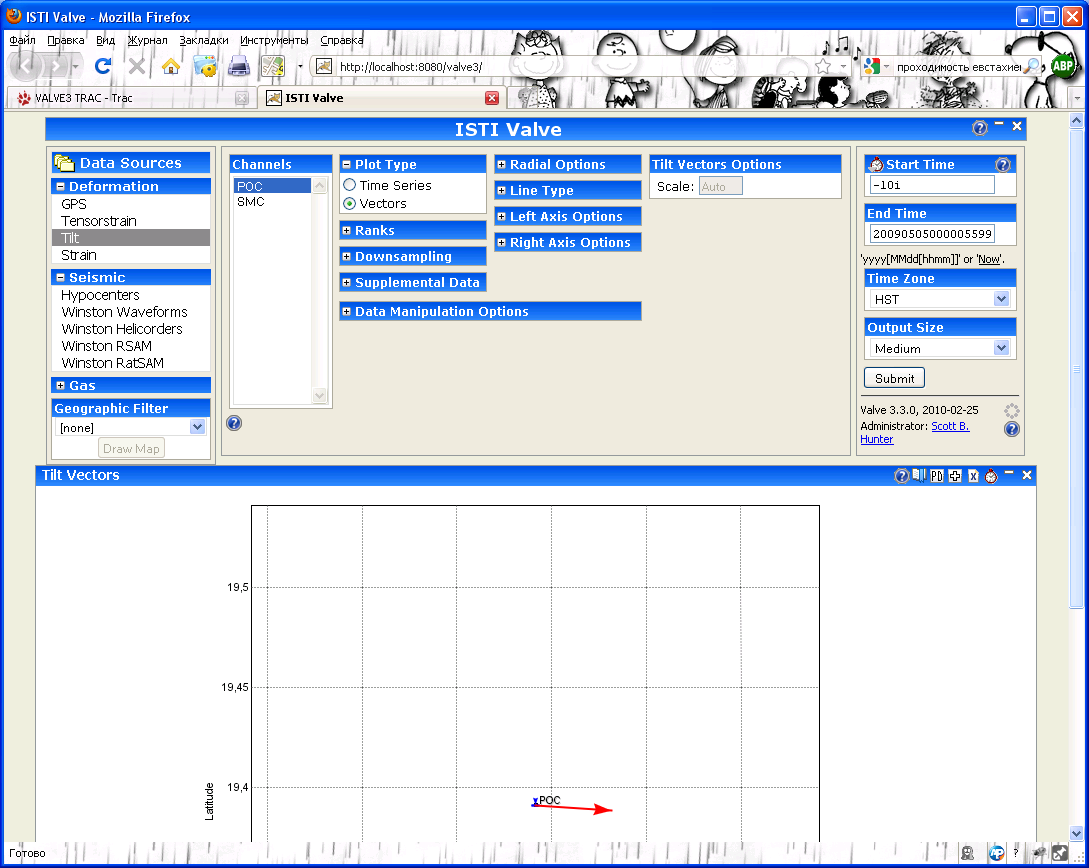 ISTI Valve - Mozilla Firefox
Файл Правка Вид Журнал Закладки Инструменты Справка
http://localhost:8080/valve3/
проходимость евстахие
ABP
VALVE3 TRAC - Trac
ISTI Valve
ISTI Valve
Data Sources
Deformation
GPS
Tensorstrain
Tilt
Strain
Seismic
Hypocenters
Winston Waveforms
Winston Helicorders
Winston RSAM
Winston RatSAM
Gas
Geographic Filter
[none]
Draw Map
Channels
POC
SMC
Plot Type
Time Series
Vectors
Ranks
Downsampling
Supplemental Data
Data Manipulation Options
Radial Options
Line Type
Left Axis Options
Right Axis Options
Tilt Vectors Options
Scale: Auto
Start Time
-10i
End Time
20090505000005599
'yyyy[MMdd[hhmm]]' or 'Now'.
Time Zone
HST
Output Size
Medium
Submit
Valve 3.3.0, 2010-02-25
Administrator: Scott B.
Hunter
Tilt Vectors
PD
X
19,5
19,45
19,4
Latitude
POC
Готово
?